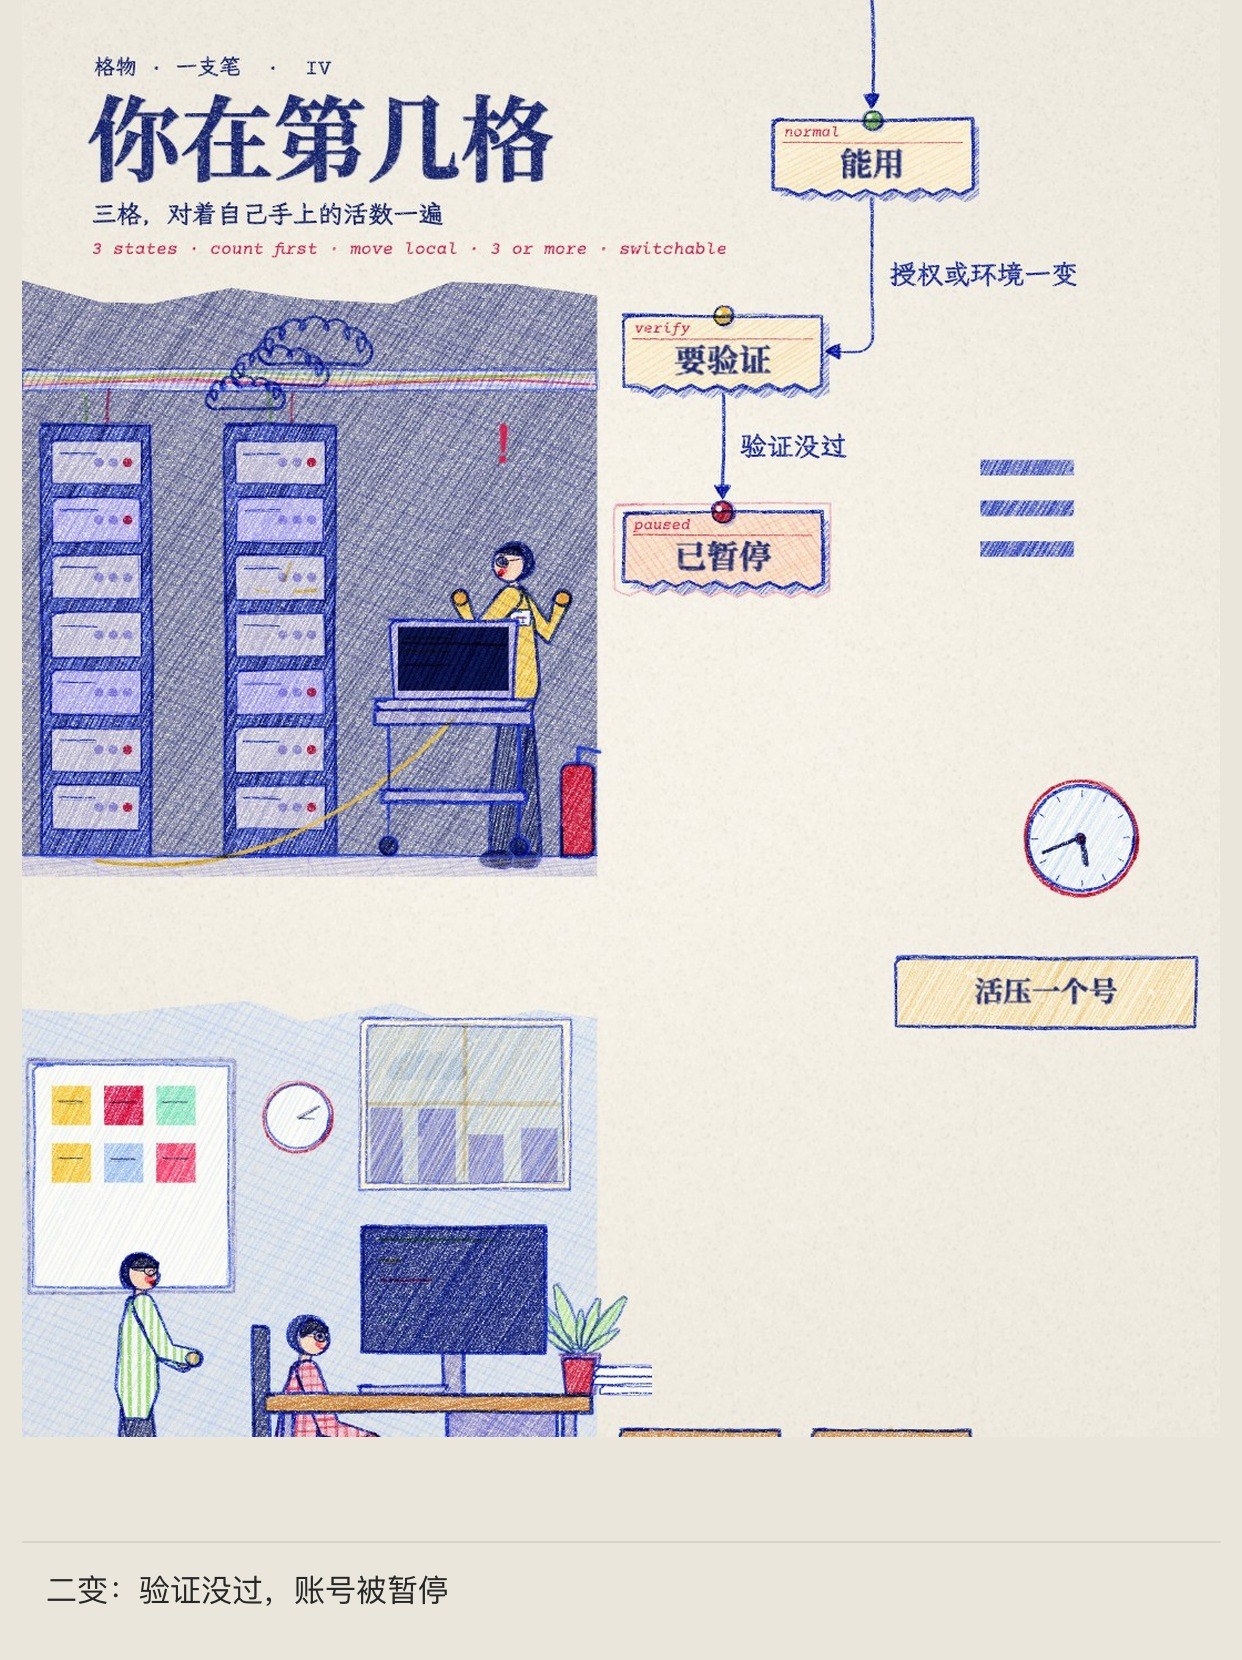 格物 · 一支笔 · IV
你在第几格
三格，对着自己手上的活数一遍
3 states · count first · move local · 3 or more · switchable
normal
能用
授权或环境一变
verify
要验证
验证没过
paused
已暂停
活压一个号
二变：验证没过，账号被暂停